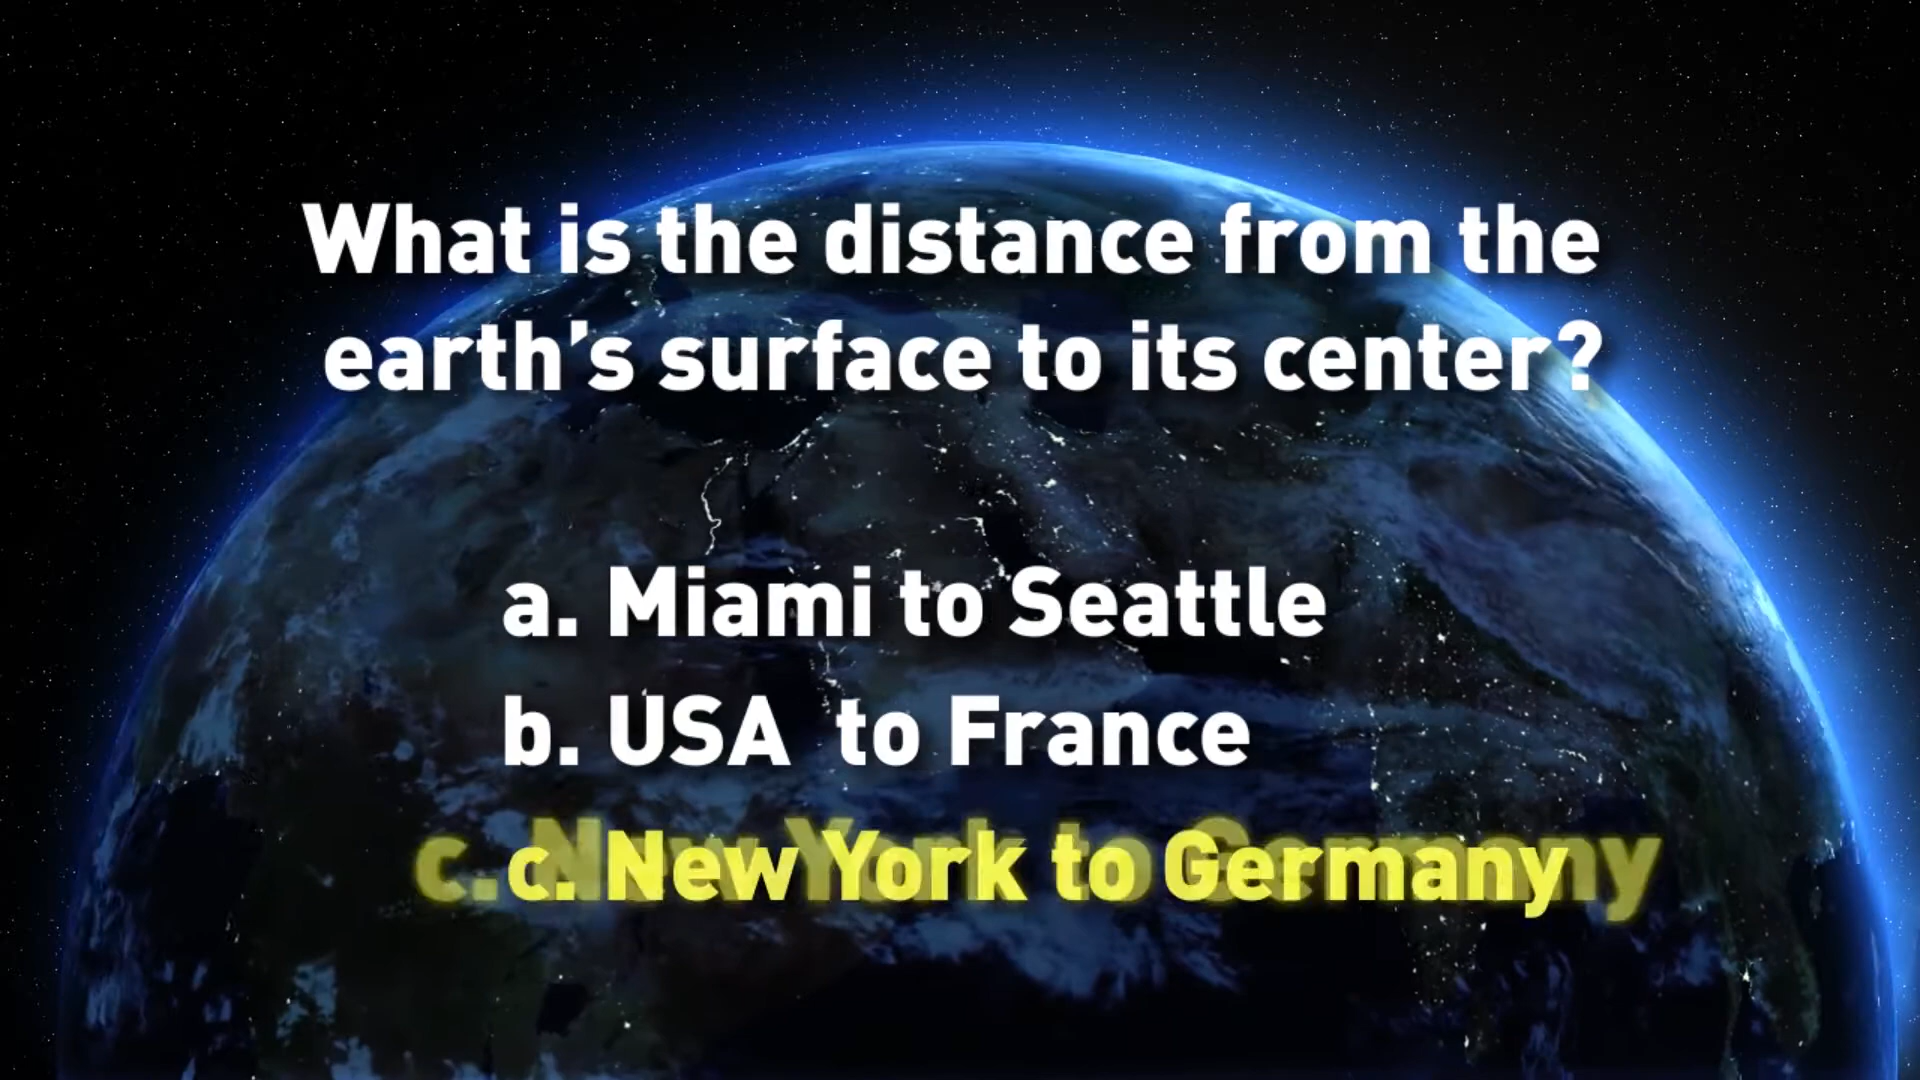 What is the distance from the
earth's surface to its center?
a. Miami to Seattle
b. USA to France
c. New York to Germany